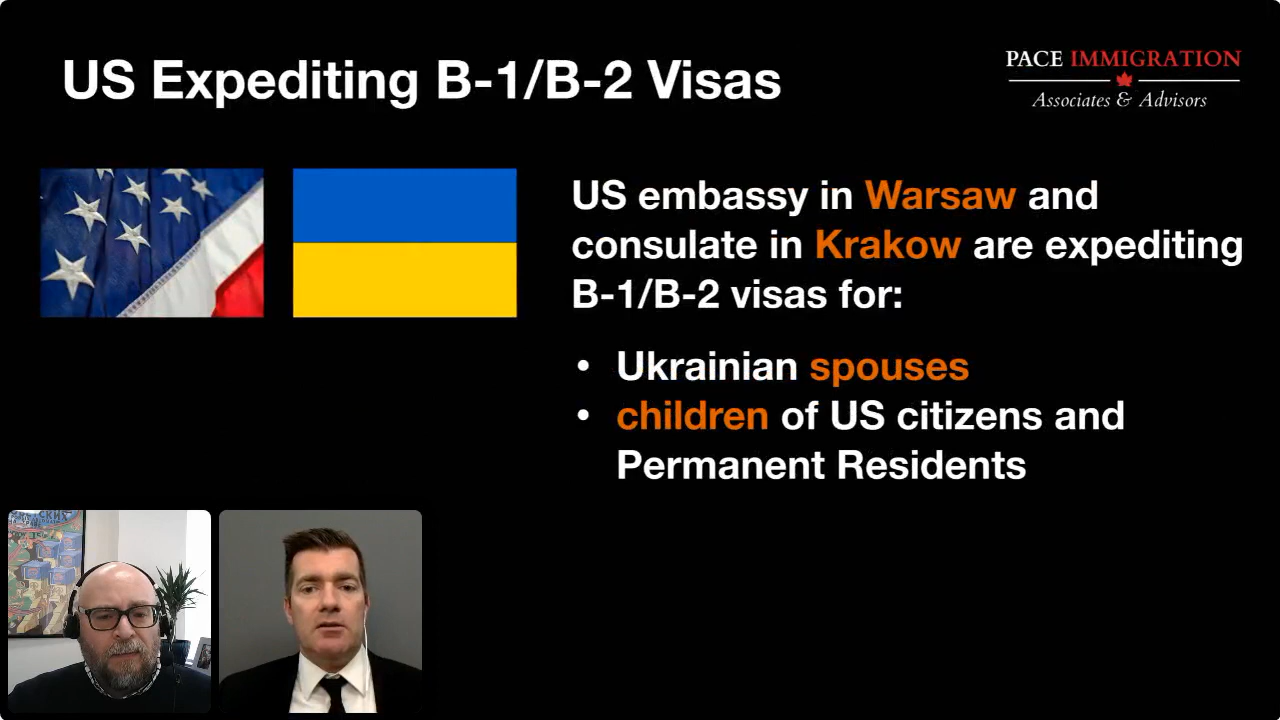 US Expediting B-1/B-2 Visas
PACE IMMIGRATION
Associates & Advisors
US embassy in Warsaw and
consulate in Krakow are expediting
B-1/B-2 visas for:
• Ukrainian spouses
• children of US citizens and
Permanent Residents